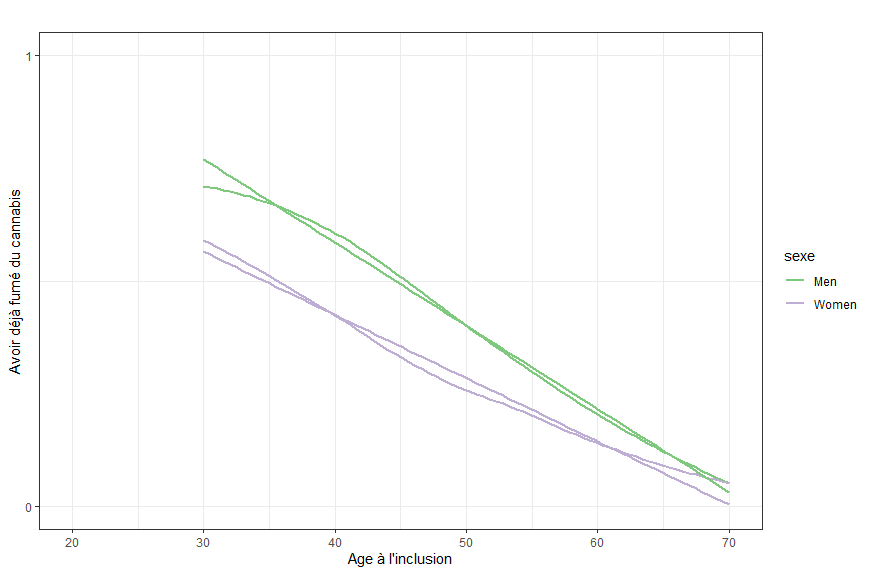 1
0
Avoir déjà fumé du cannabis
20 30 40 50 60 70
Age à l'inclusion
sexe
Men
Women